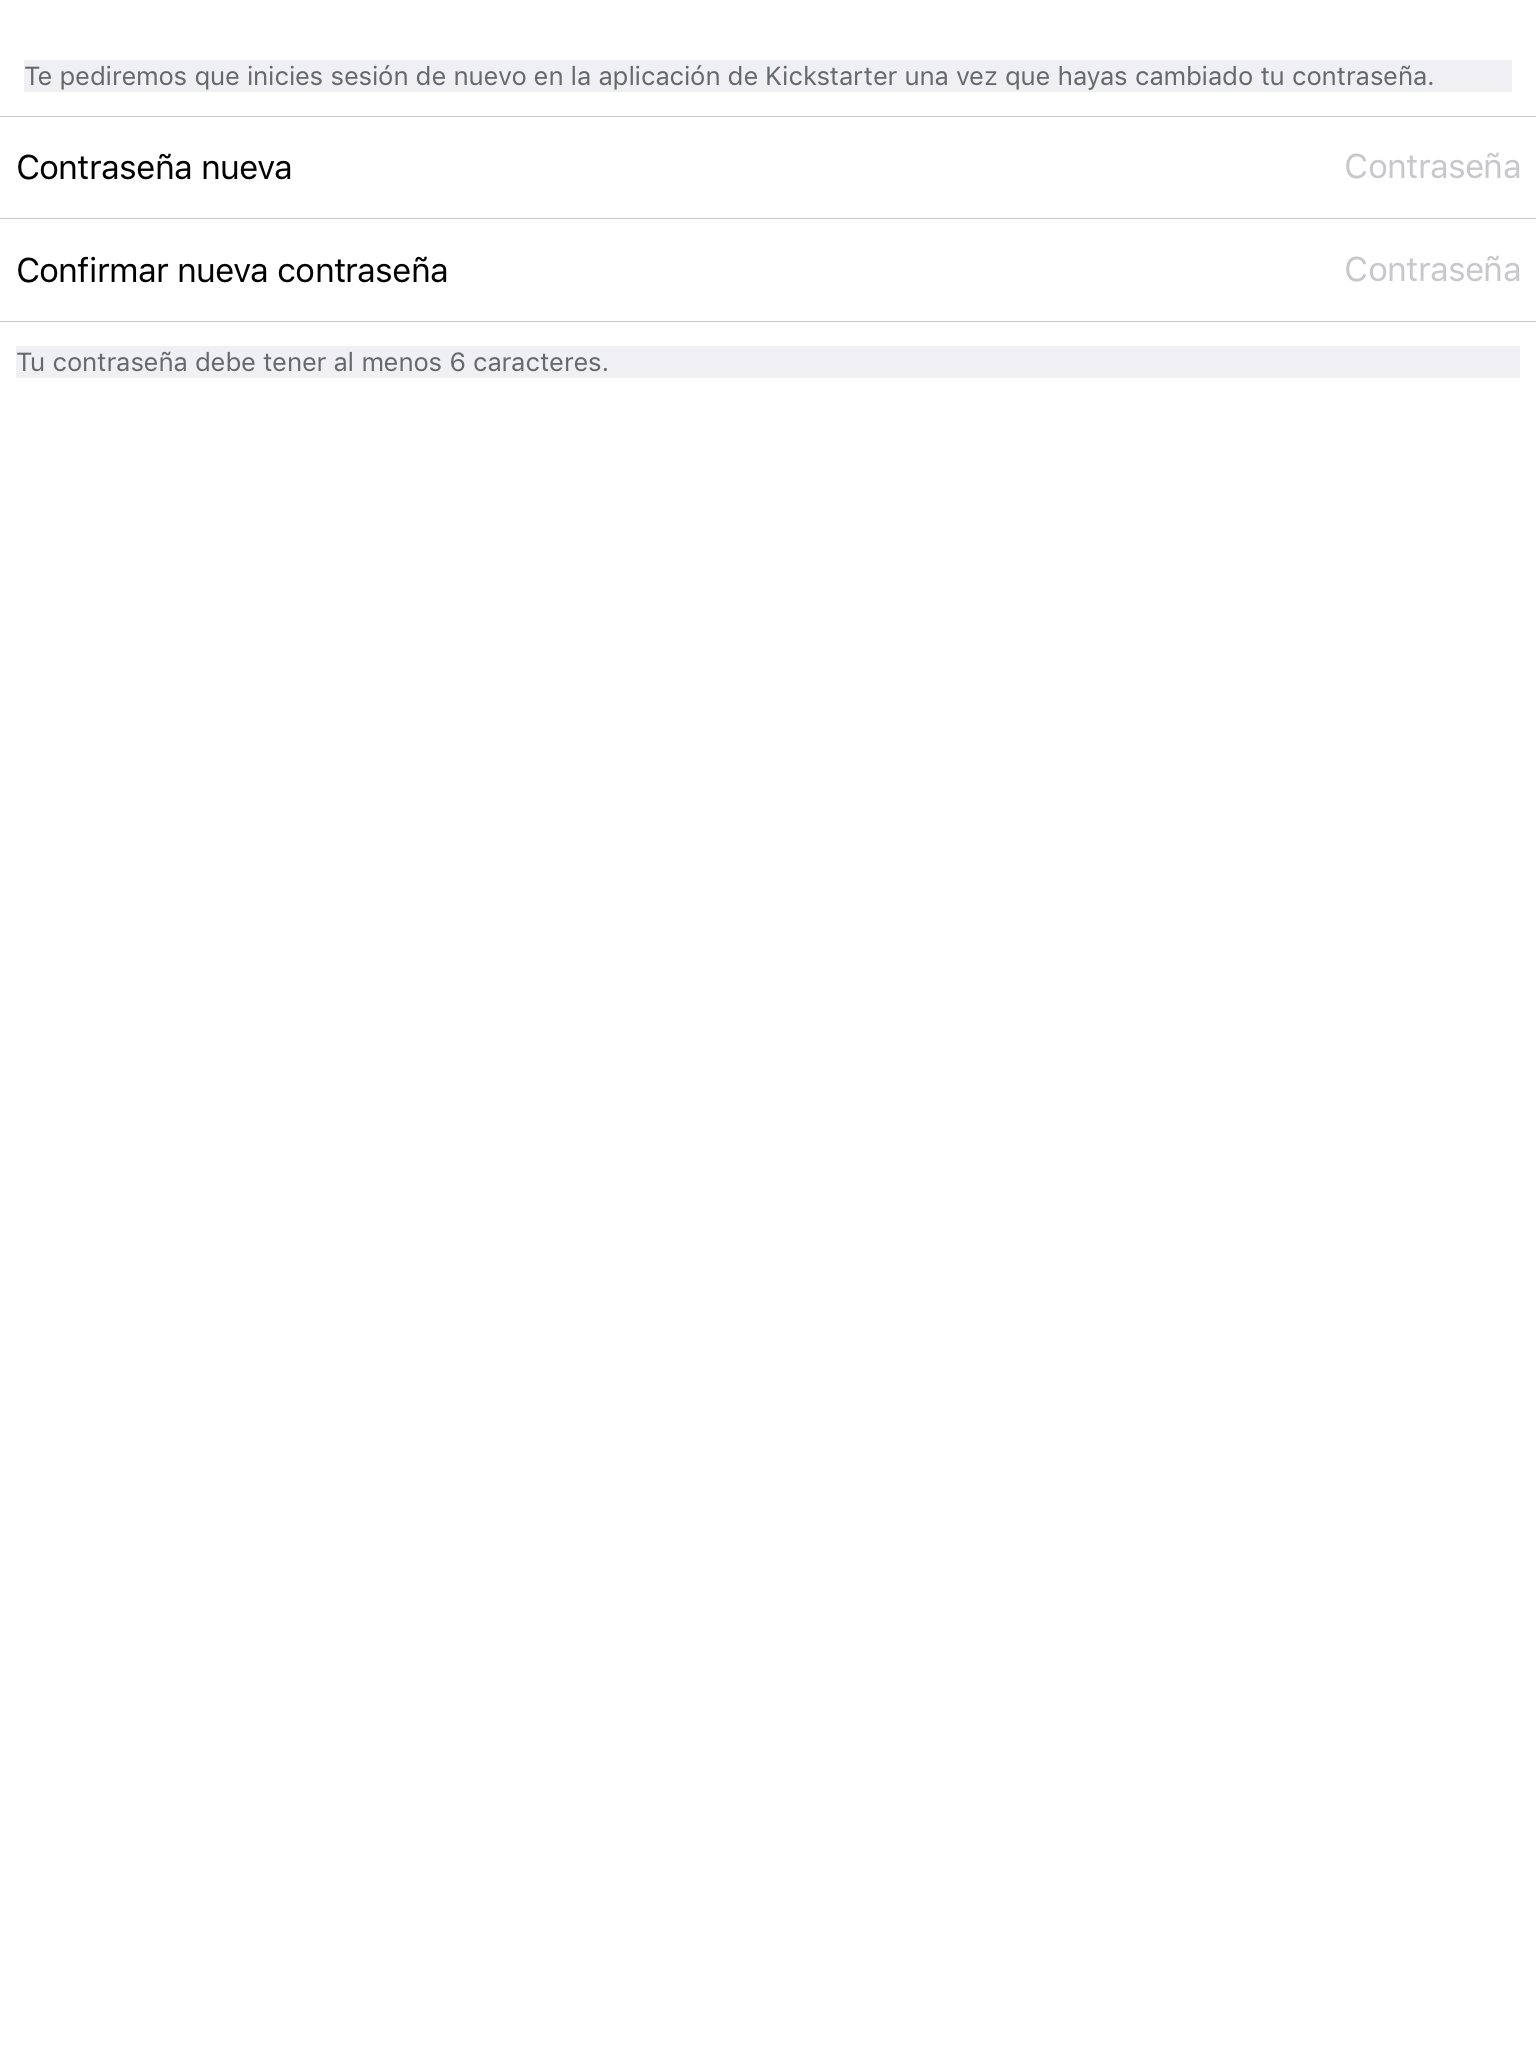 Te pediremos que inicies sesión de nuevo en la aplicación de Kickstarter una vez que hayas cambiado tu contraseña.
Contraseña nueva Contraseña
Confirmar nueva contraseña Contraseña
Tu contraseña debe tener al menos 6 caracteres.